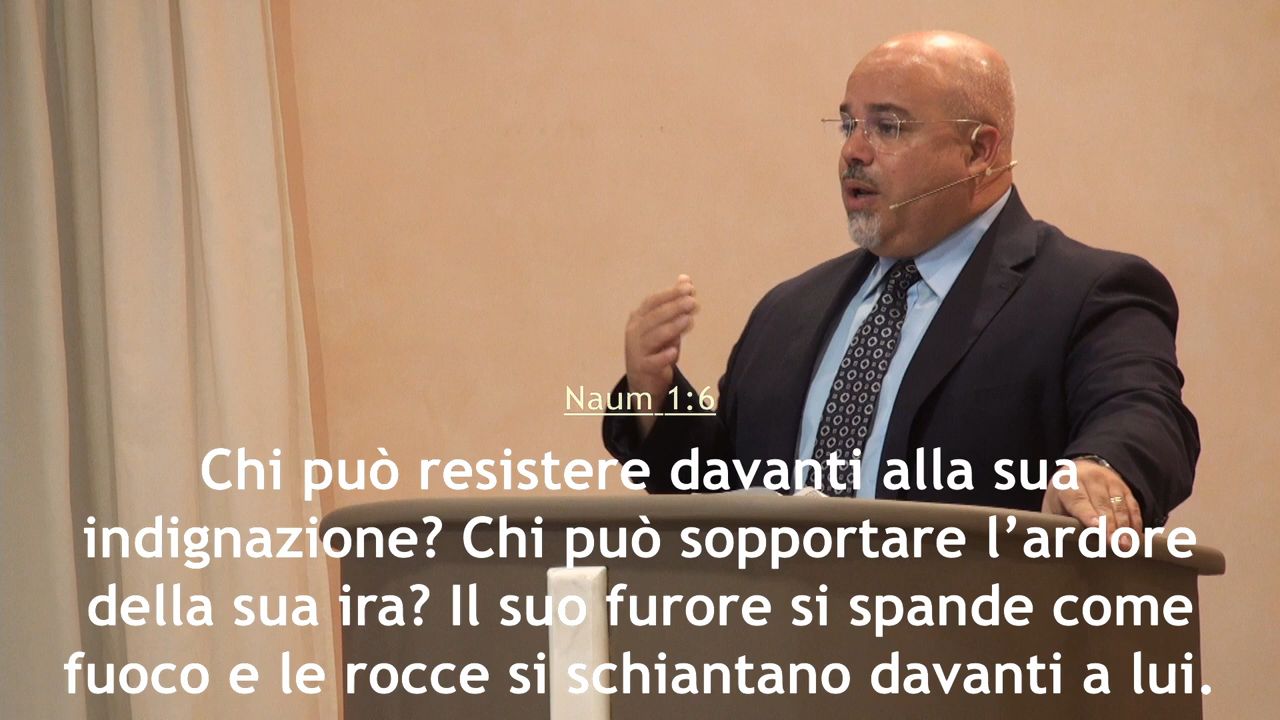 Naum 1:6
Chi può resistere davanti alla sua
indignazione? Chi può sopportare l’ardore
della sua ira? Il suo furore si spande come
fuoco e le rocce si schiantano davanti a lui.